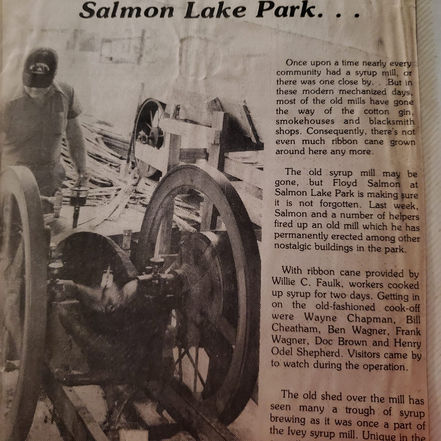 Salmon Lake Park. . .
Once upon a time nearly every
community had a syrup mill, or
there was one close by. . .But in
these modern mechanized days,
most of the old mills have gone
the way of the cotton gin,
smokehouses and blacksmith
shops. Consequently, there's not
even much ribbon cane grown
around here any more.
The old syrup mill may be
gone, but Floyd Salmon at
Salmon Lake Park is making sure
it is not forgotten. Last week,
Salmon and a number of helpers
fired up an old mill which he has
permanently erected among other
nostalgic buildings in the park.
With ribbon cane provided by
Willie C. Faulk, workers cooked
up syrup for two days. Getting in
on the old-fashioned cook-off
were Wayne Chapman, Bill
Cheatham, Ben Wagner, Frank
Wagner, Doc Brown and Henry
Odel Shepherd. Visitors came by
to watch during the operation.
The old shed over the mill has
seen many a trough of syrup
brewing as it was once a part of
the Ivey syrup mill. Unique in the